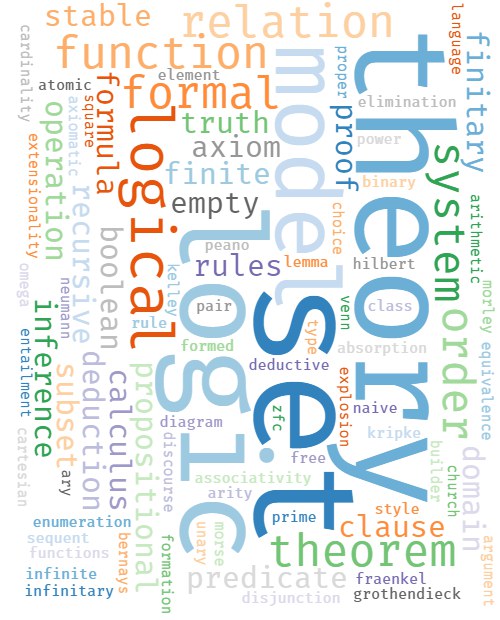 stable
relation
language
function
finitary
cardinality
atomic
element
formal
model
proper
theory
elimination
axiomatic
square
formula
logical
truth
proof
power
operation
axiom
system
extensionality
recursive
finite
binary
empty
choice
arithmetic
boolean
logic
peano
rules
lemma
hilbert
omega
neumann
kelley
pair
set
venn
class
morley
inference
rule
type
order
equivalence
entailment
formed
absorption
deduction
deductive
subset
calculus
propositional
explosion
zfc
naive
cartesian
diagram
discourse
free
kripke
builder
domain
ary
associativity
arity
church
enumeration
prime
style
clause
sequent
functions
bernays
formation
unary
morse
theorem
argument
infinite
infinitary
predicate
fraenkel
disjunction
grothendieck